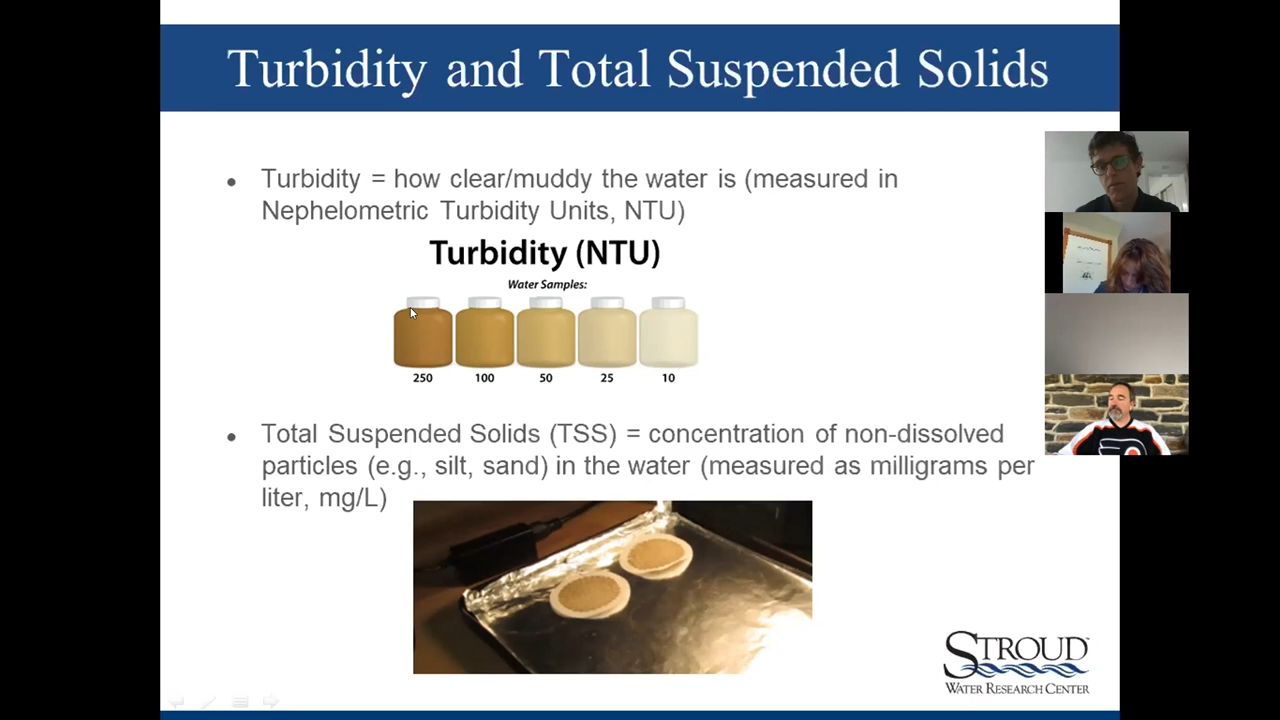 Turbidity and Total Suspended Solids
Turbidity = how clear/muddy the water is (measured in
Nephelometric Turbidity Units, NTU)
Turbidity (NTU)
Water Samples:
250 100 50 25 10
Total Suspended Solids (TSS) = concentration of non-dissolved
particles (e.g., silt, sand) in the water (measured as milligrams per
liter, mg/L)
STROUD
WATER RESEARCH CENTER